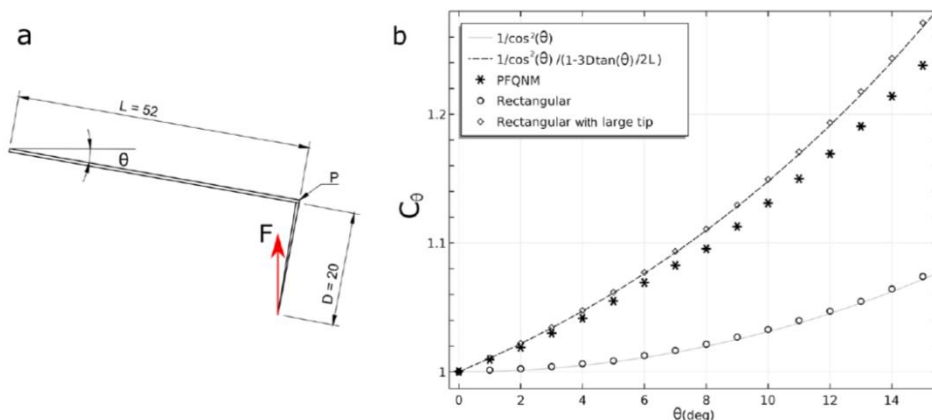 a
L = 52
θ
P
F
D = 20
b
1/cos²(θ)
1/cos²(θ)/(1-3Dtan(θ)/2L)
PFQNM
Rectangular
Rectangular with large tip
1.2
1.1
1
Cθ
0 2 4 6 8 10 12 14
θ(deg)